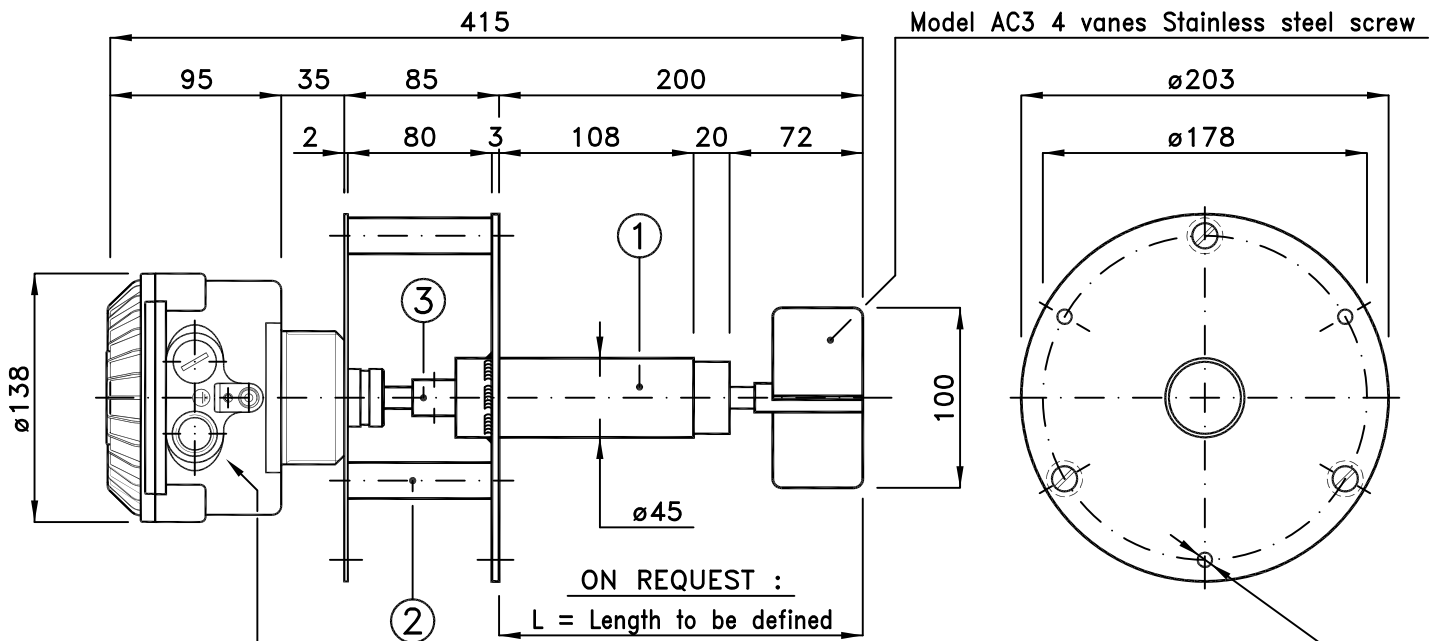 415
Model AC3 4 vanes Stainless steel screw
95 35 85 200
ø203
2 80 3 108 20 72
ø178
1
3
ø138
100
ø45
ON REQUEST :
2
L = Length to be defined